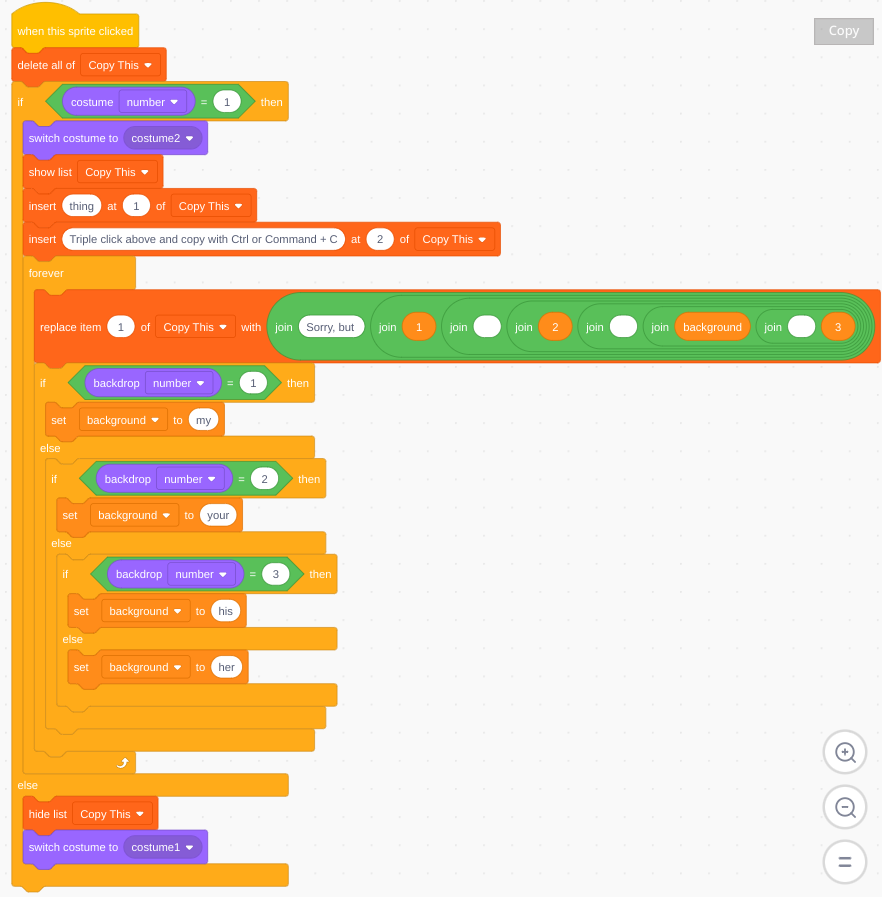 when this sprite clicked
Copy
delete all of Copy This
if costume number = 1 then
switch costume to costume2
show list Copy This
insert thing at 1 of Copy This
insert Triple click above and copy with Ctrl or Command + C at 2 of Copy This
forever
replace item 1 of Copy This with join Sorry, but join 1 join join 2 join join background join 3
if backdrop number = 1 then
set background to my
else
if backdrop number = 2 then
set background to your
else
if backdrop number = 3 then
set background to his
else
set background to her
else
hide list Copy This
switch costume to costume1